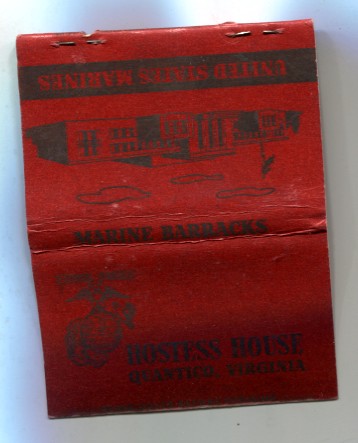 UNITED STATES MARINES
MARINE BARRACKS
HOSTESS HOUSE
QUANTICO, VIRGINIA